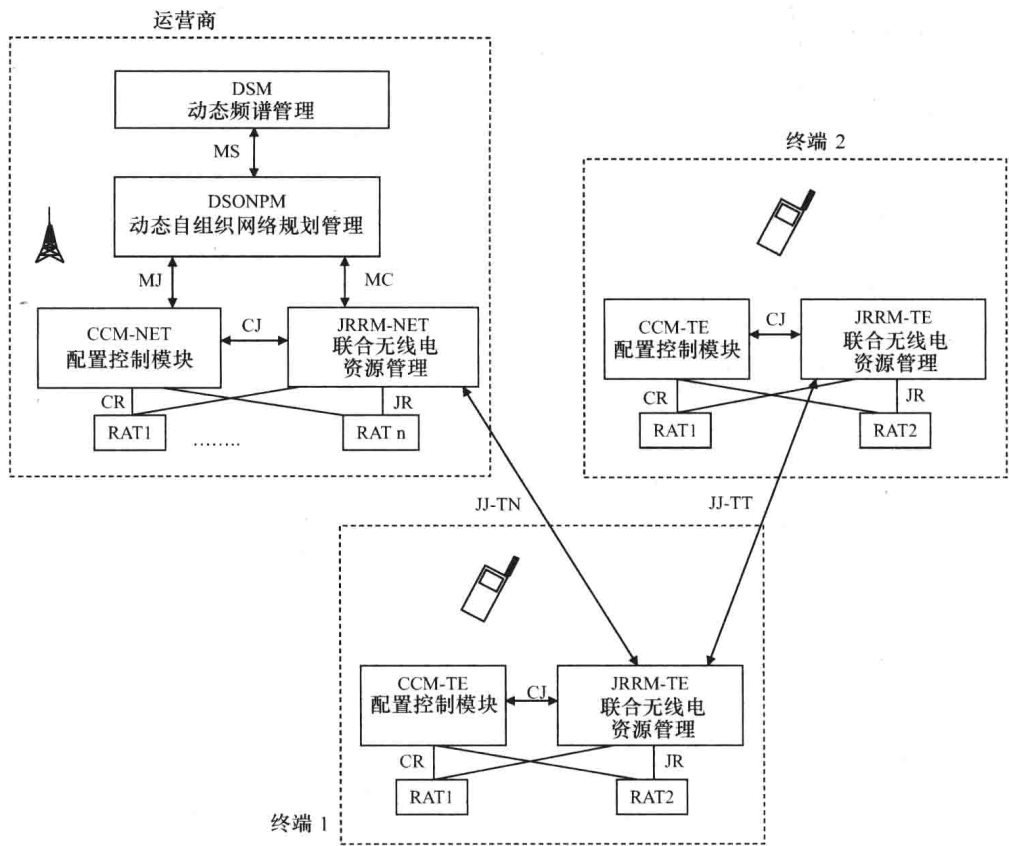 运营商
DSM
动态频谱管理
MS
DSONPM
动态自组织网络规划管理
MJ
MC
CCM-NET
配置控制模块
CJ
JRRM-NET
联合无线电
资源管理
CR
JR
RAT1
........
RAT n
终端 2
CCM-TE
配置控制模块
CJ
JRRM-TE
联合无线电
资源管理
CR
JR
RAT1
RAT2
JJ-TN
JJ-TT
CCM-TE
配置控制模块
CJ
JRRM-TE
联合无线电
资源管理
CR
JR
RAT1
RAT2
终端 1